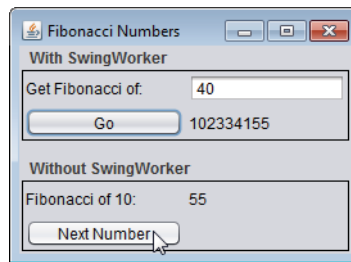 Fibonacci Numbers
With SwingWorker
Get Fibonacci of: 40
Go 102334155
Without SwingWorker
Fibonacci of 10: 55
Next Number